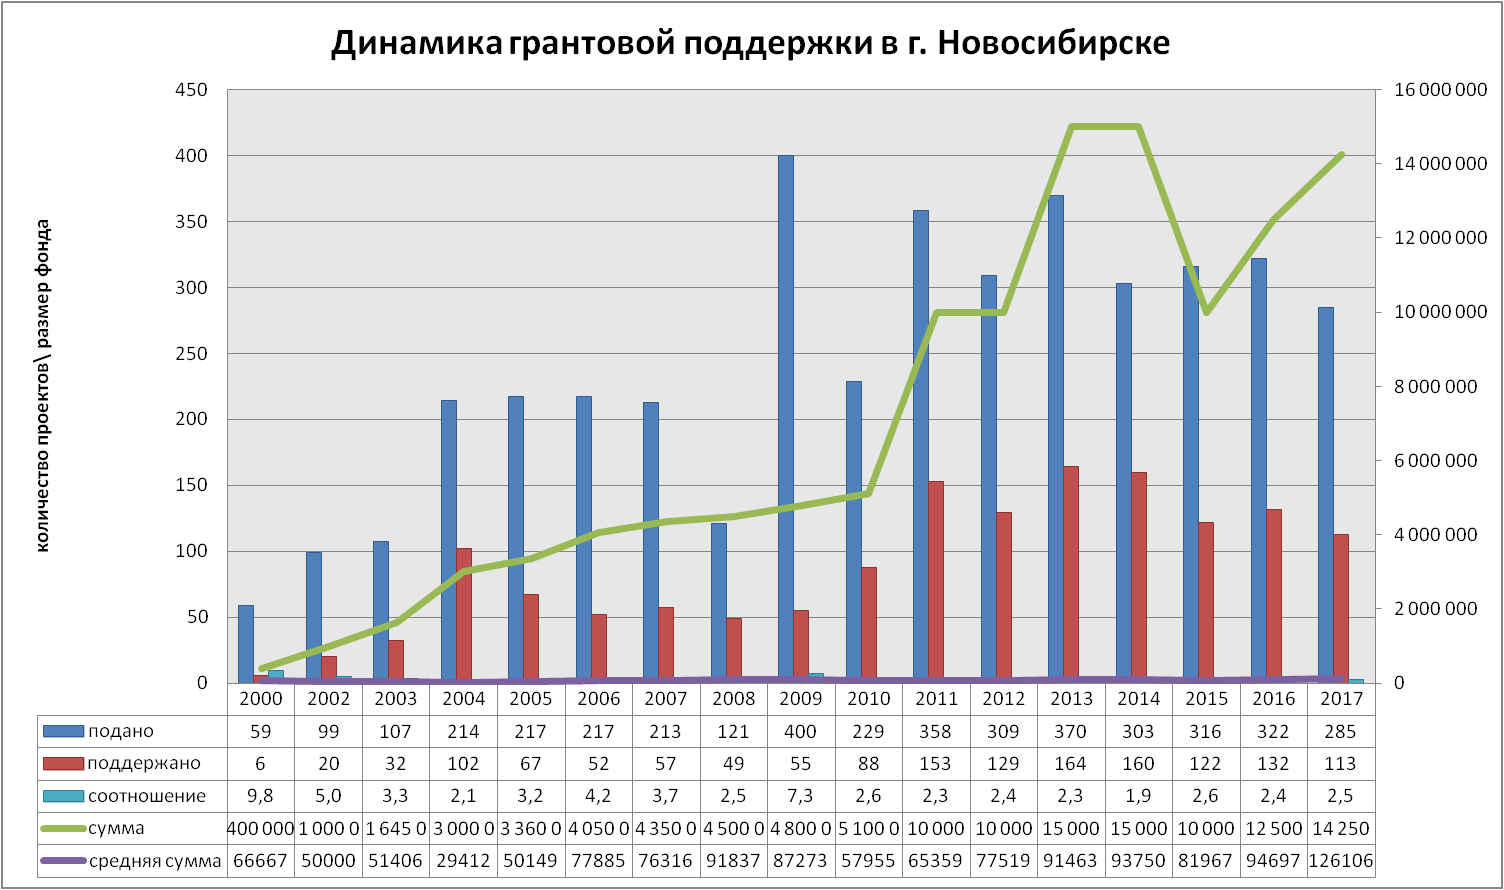 Динамика грантовой поддержки в г. Новосибирске
количество проектов\ размер фонда
450
400
350
300
250
200
150
100
50
0
16 000 000
14 000 000
12 000 000
10 000 000
8 000 000
6 000 000
4 000 000
2 000 000
0
2000 2002 2003 2004 2005 2006 2007 2008 2009 2010 2011 2012 2013 2014 2015 2016 2017
подано 59 99 107 214 217 217 213 121 400 229 358 309 370 303 316 322 285
поддержано 6 20 32 102 67 52 57 49 55 88 153 129 164 160 122 132 113
соотношение 9,8 5,0 3,3 2,1 3,2 4,2 3,7 2,5 7,3 2,6 2,3 2,4 2,3 1,9 2,6 2,4 2,5
сумма 400 000 1 000 0 1 645 0 3 000 0 3 360 0 4 050 0 4 350 0 4 500 0 4 800 0 5 100 0 10 000 10 000 15 000 15 000 10 000 12 500 14 250
средняя сумма 66667 50000 51406 29412 50149 77885 76316 91837 87273 57955 65359 77519 91463 93750 81967 94697 126106